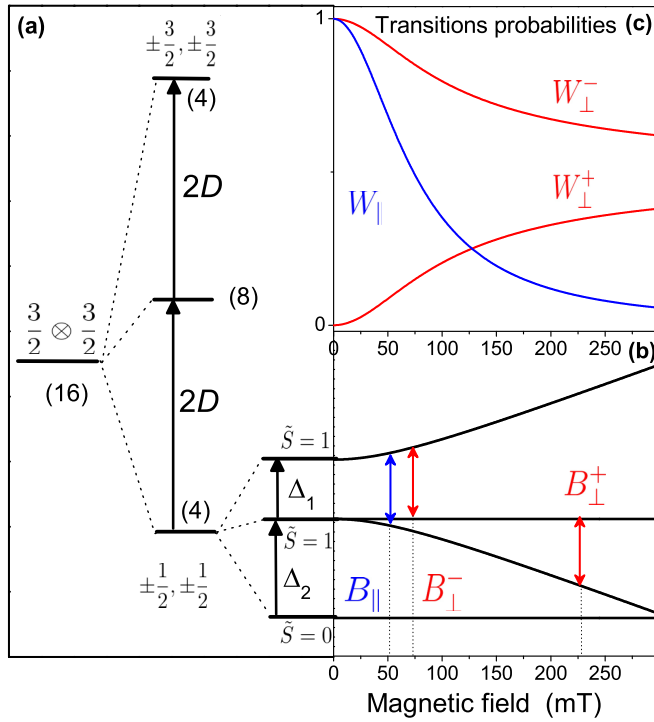 (a)
±3/2, ±3/2
(4)
2D
(8)
3/2 ⊗ 3/2
(16)
2D
(4)
±1/2, ±1/2
S̃ = 1
Δ₁
S̃ = 1
Δ₂
S̃ = 0
Transitions probabilities (c)
1
W⊥⁻
W∥
W⊥⁺
0
0 50 100 150 200 250
(b)
B⊥⁺
B∥ B⊥⁻
0 50 100 150 200 250
Magnetic field (mT)